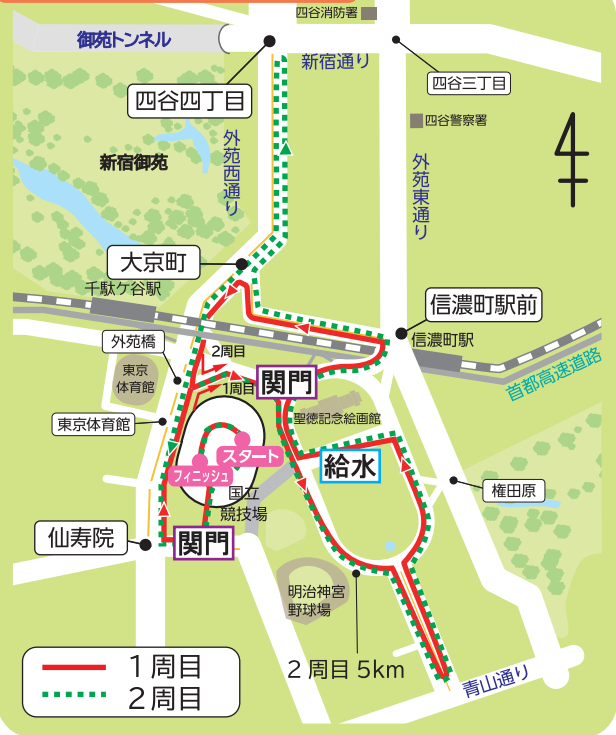 四谷消防署
御苑トンネル
新宿通り
四谷三丁目
四谷四丁目
四谷警察署
外苑西通り
新宿御苑
外苑東通り
大京町
千駄ケ谷駅
信濃町駅前
外苑橋
2周目
信濃町駅
首都高速道路
東京
体育館
関門
1周目
聖徳記念絵画館
東京体育館
スタート
フィニッシュ
給水
国立
競技場
権田原
仙寿院
関門
明治神宮
野球場
2周目 5km
青山通り
1周目
2周目